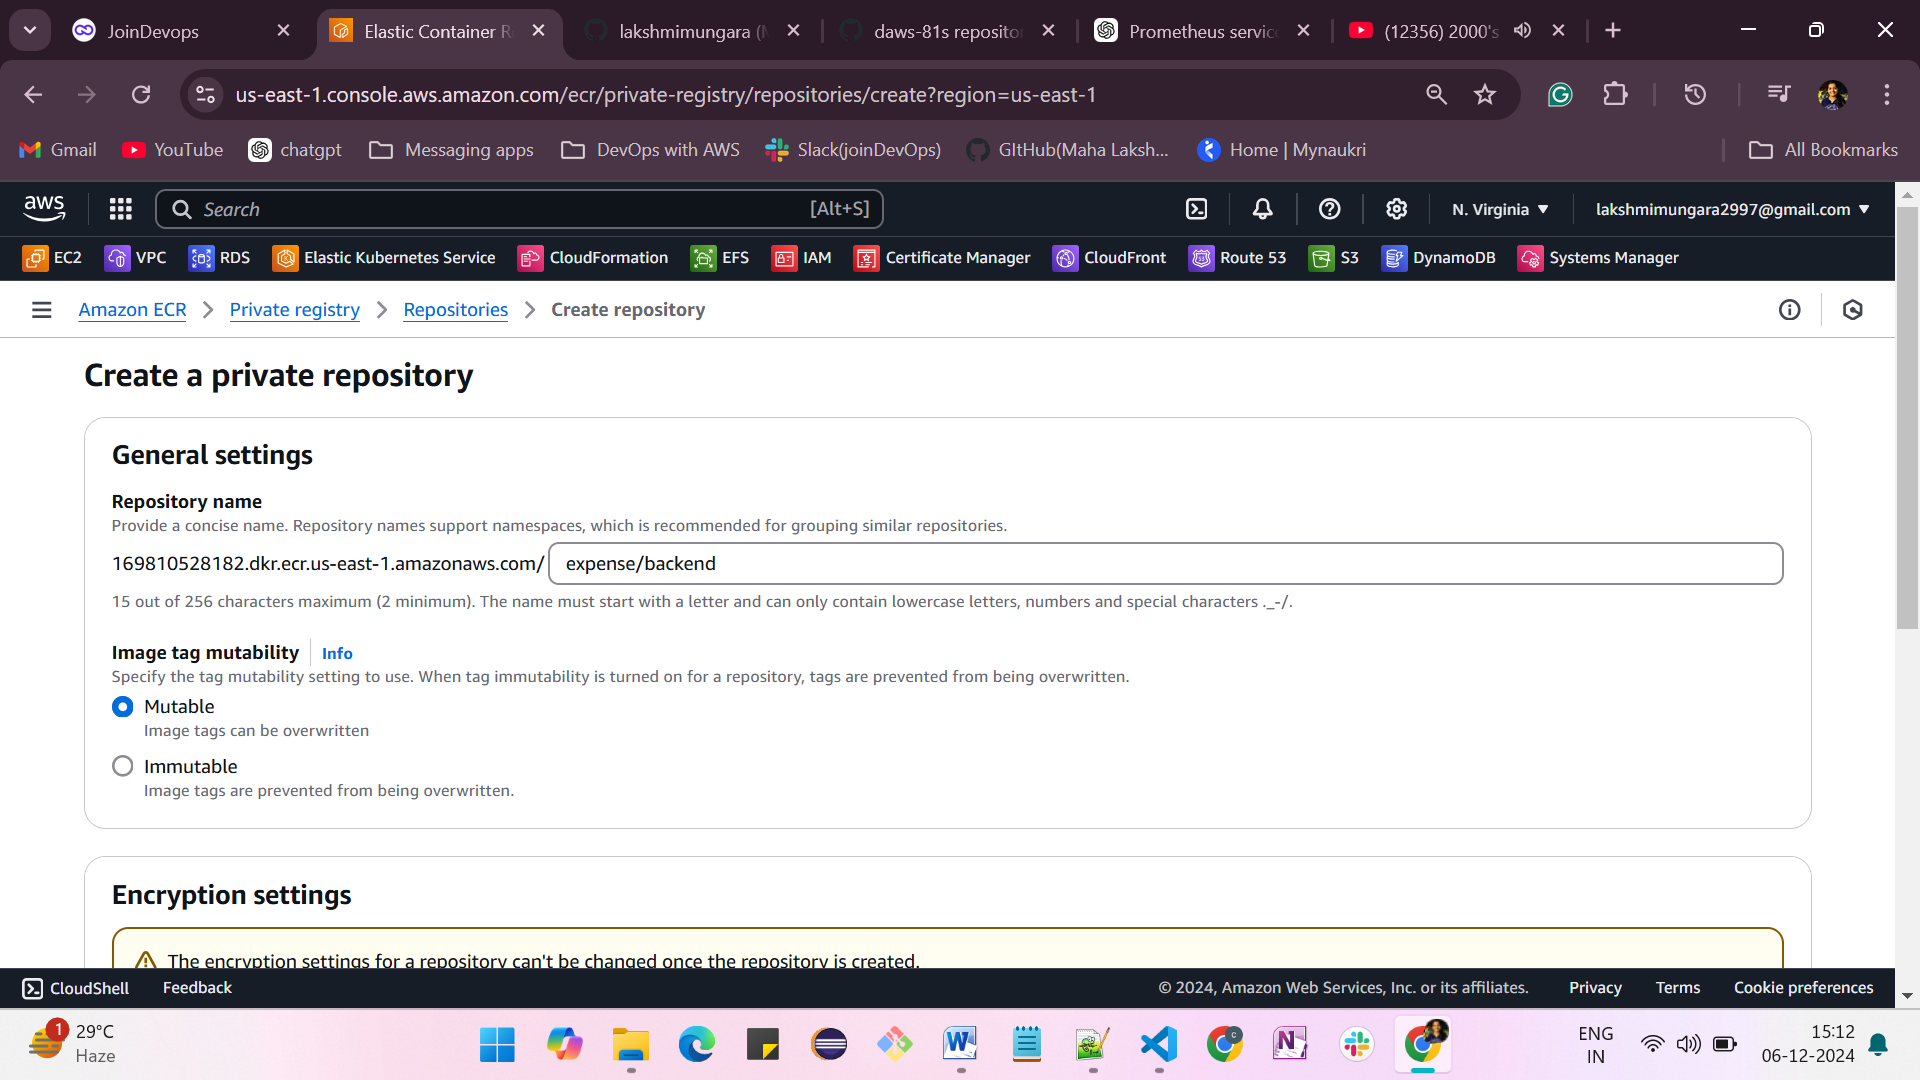 JoinDevops
Elastic Container R
lakshmimungara (M
daws-81s reposito
Prometheus servic
(12356) 2000's
us-east-1.console.aws.amazon.com/ecr/private-registry/repositories/create?region=us-east-1
Gmail
YouTube
chatgpt
Messaging apps
DevOps with AWS
Slack(joinDevOps)
GItHub(Maha Laksh...
Home | Mynaukri
All Bookmarks
aws
Search
[Alt+S]
N. Virginia
lakshmimungara2997@gmail.com
EC2
VPC
RDS
Elastic Kubernetes Service
CloudFormation
EFS
IAM
Certificate Manager
CloudFront
Route 53
S3
DynamoDB
Systems Manager
Amazon ECR
Private registry
Repositories
Create repository
Create a private repository
General settings
Repository name
Provide a concise name. Repository names support namespaces, which is recommended for grouping similar repositories.
169810528182.dkr.ecr.us-east-1.amazonaws.com/
expense/backend
15 out of 256 characters maximum (2 minimum). The name must start with a letter and can only contain lowercase letters, numbers and special characters ._-/.
Image tag mutability
Info
Specify the tag mutability setting to use. When tag immutability is turned on for a repository, tags are prevented from being overwritten.
Mutable
Image tags can be overwritten
Immutable
Image tags are prevented from being overwritten.
Encryption settings
The encryption settings for a repository can't be changed once the repository is created.
CloudShell
Feedback
© 2024, Amazon Web Services, Inc. or its affiliates.
Privacy
Terms
Cookie preferences
1
29°C
Haze
ENG
IN
15:12
06-12-2024